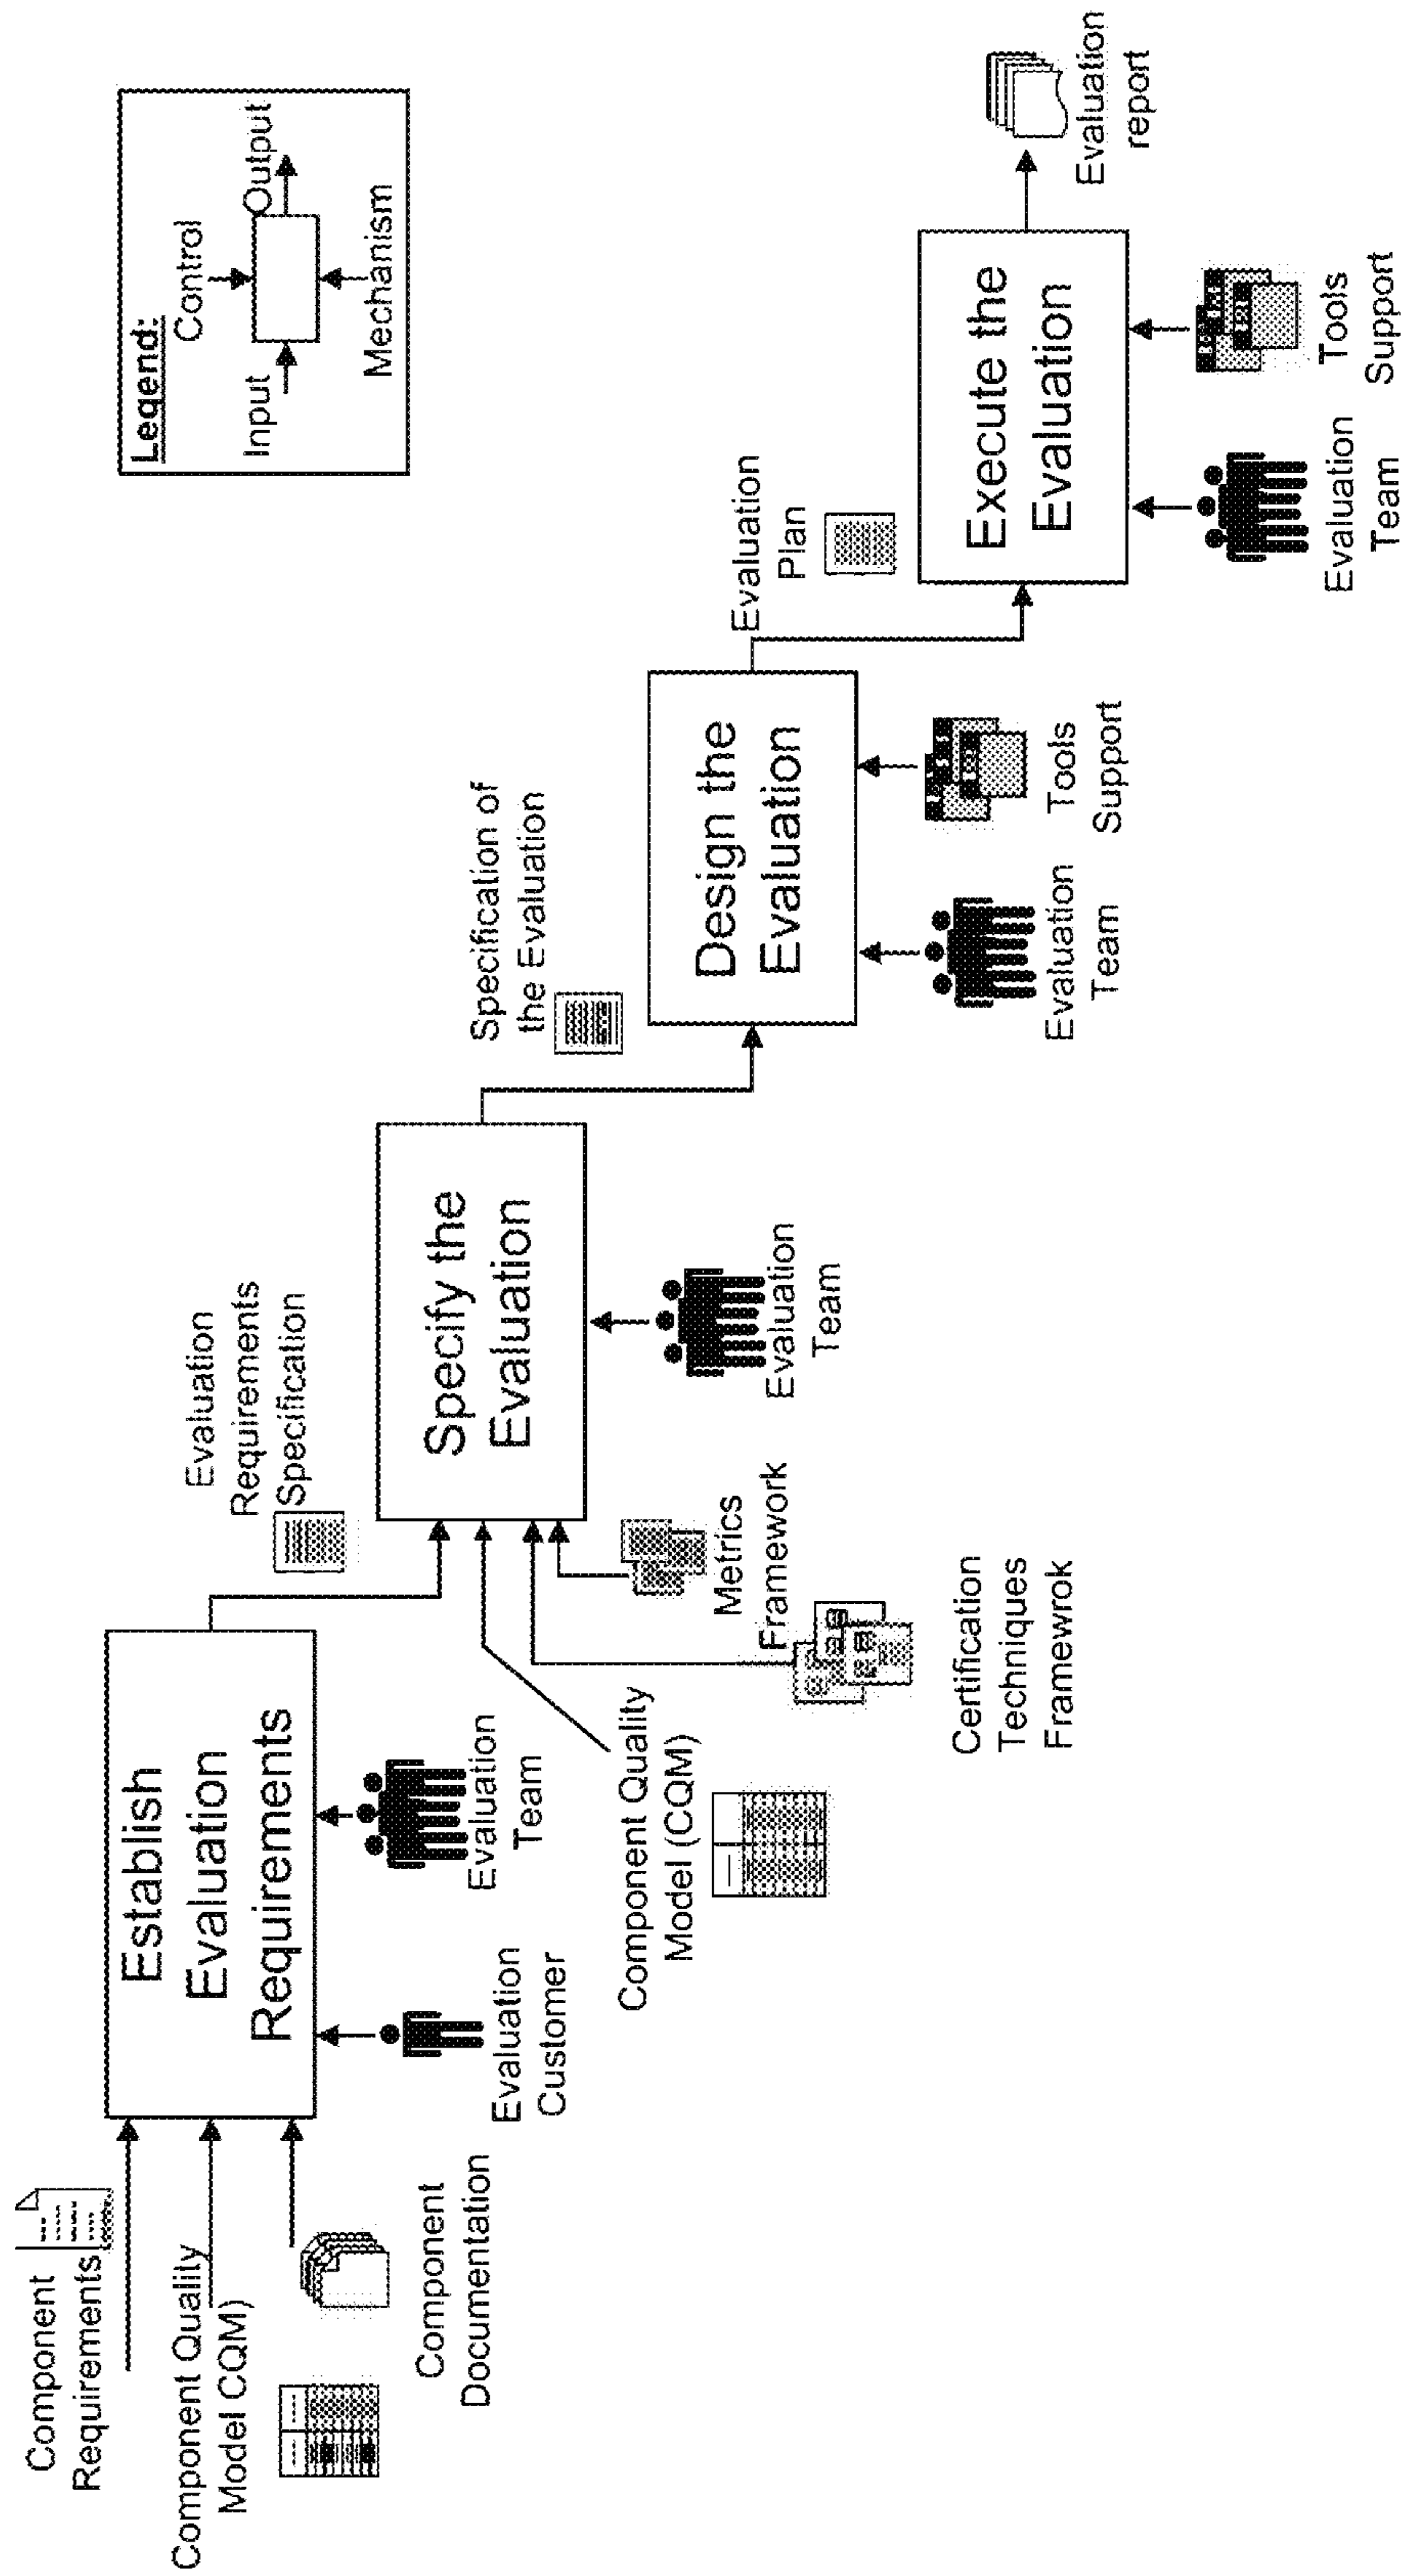 Component
Requirements
Component Quality
Model CQM)
Component
Documentation
Establish
Evaluation
Requirements
Evaluation
Customer
Evaluation
Team
Evaluation
Requirements
Specification
Component Quality
Model (CQM)
Certification
Techniques
Framewrok
Metrics
Framework
Specify the
Evaluation
Evaluation
Team
Specification of
the Evaluation
Design the
Evaluation
Evaluation
Team
Tools
Support
Evaluation
Plan
Execute the
Evaluation
Evaluation
Team
Tools
Support
Evaluation
report
Legend:
Control
Input
Output
Mechanism